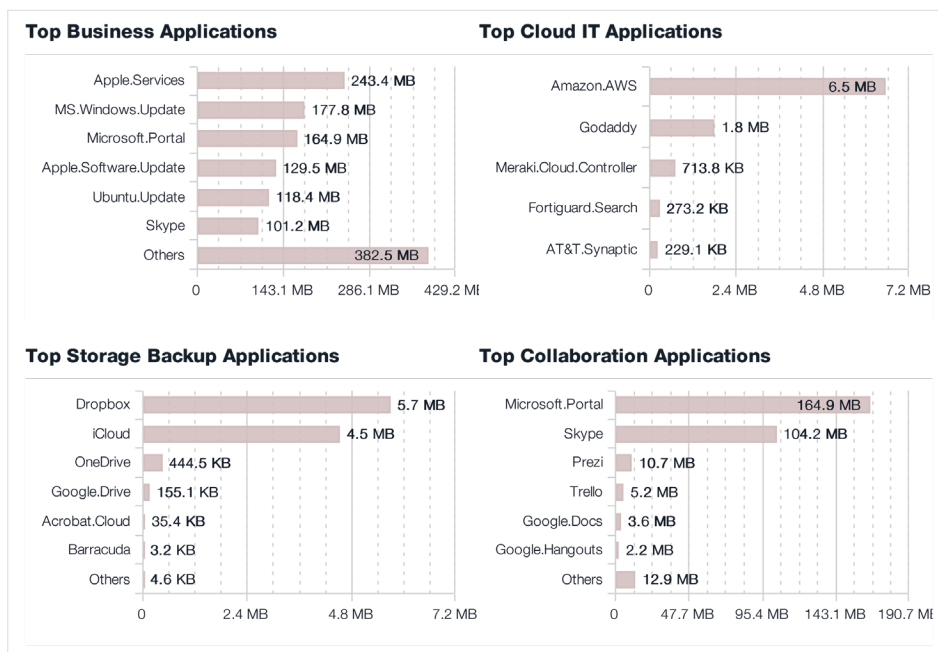 Top Business Applications
Apple.Services 243.4 MB
MS.Windows.Update 177.8 MB
Microsoft.Portal 164.9 MB
Apple.Software.Update 129.5 MB
Ubuntu.Update 118.4 MB
Skype 101.2 MB
Others 382.5 MB
0 143.1 MB 286.1 MB 429.2 ME
Top Cloud IT Applications
Amazon.AWS 6.5 MB
Godaddy 1.8 MB
Meraki.Cloud.Controller 713.8 KB
Fortiguard.Search 273.2 KB
AT&T.Synaptic 229.1 KB
0 2.4 MB 4.8 MB 7.2 MB
Top Storage Backup Applications
Dropbox 5.7 MB
iCloud 4.5 MB
OneDrive 444.5 KB
Google.Drive 155.1 KB
Acrobat.Cloud 35.4 KB
Barracuda 3.2 KB
Others 4.6 KB
0 2.4 MB 4.8 MB 7.2 MB
Top Collaboration Applications
Microsoft.Portal 164.9 MB
Skype 104.2 MB
Prezi 10.7 MB
Trello 5.2 MB
Google.Docs 3.6 MB
Google.Hangouts 2.2 MB
Others 12.9 MB
0 47.7 MB 95.4 MB 143.1 MB 190.7 ME